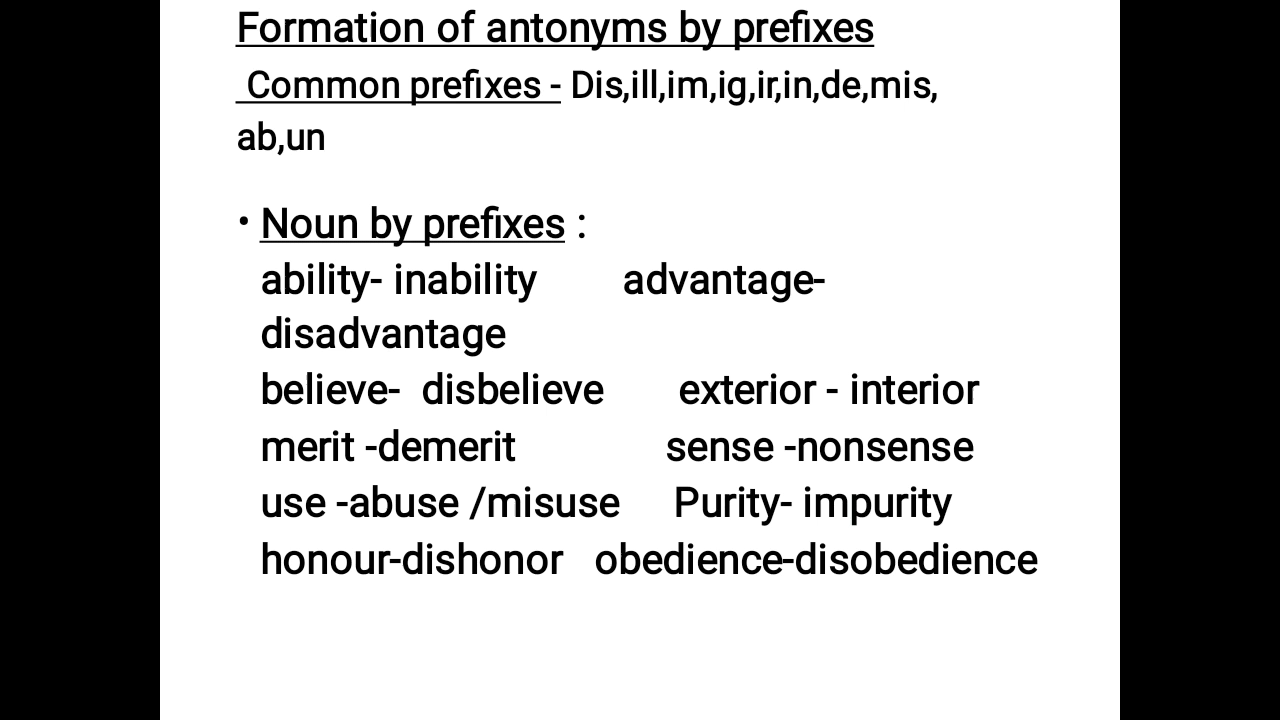 Formation of antonyms by prefixes
Common prefixes - Dis,ill,im,ig,ir,in,de,mis,
ab,un
• Noun by prefixes :
ability- inability advantage-
disadvantage
believe- disbelieve exterior - interior
merit -demerit sense -nonsense
use -abuse /misuse Purity- impurity
honour-dishonor obedience-disobedience